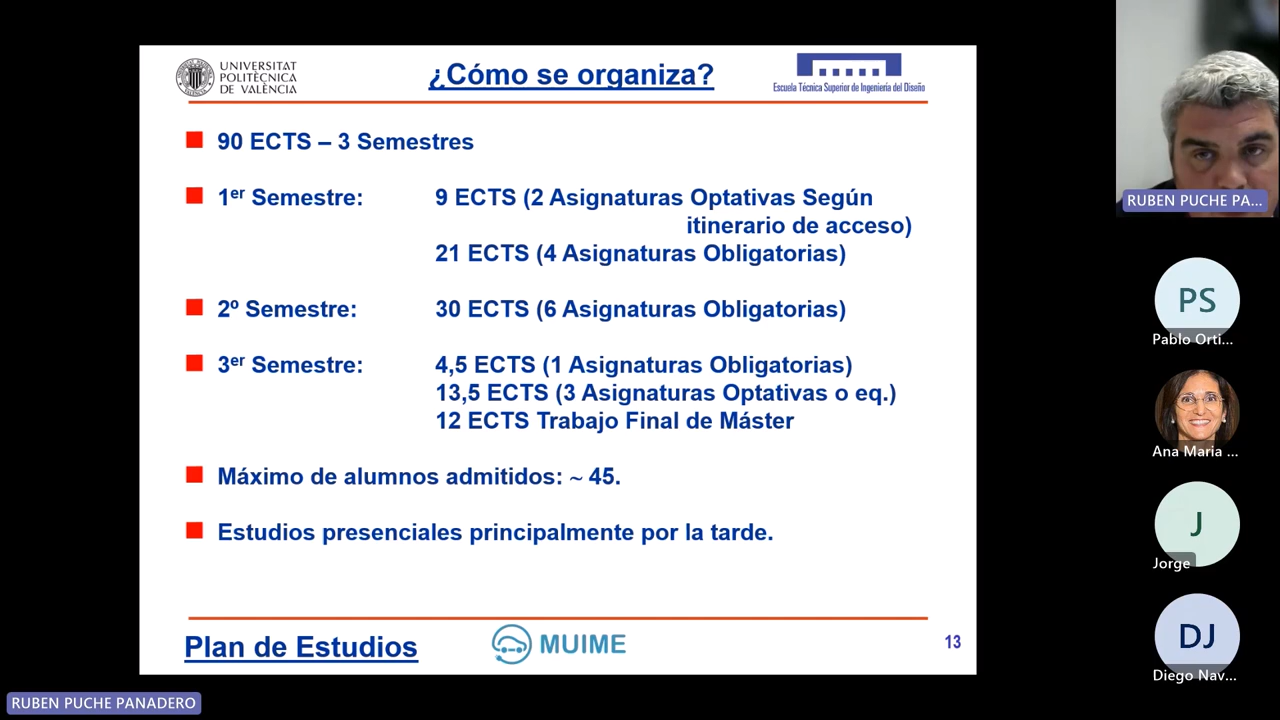 UNIVERSITAT
POLITÈCNICA
DE VALÈNCIA
¿Cómo se organiza?
Escuela Técnica Superior de Ingeniería del Diseño
90 ECTS – 3 Semestres
1er Semestre: 9 ECTS (2 Asignaturas Optativas Según
itinerario de acceso)
21 ECTS (4 Asignaturas Obligatorias)
2º Semestre: 30 ECTS (6 Asignaturas Obligatorias)
3er Semestre: 4,5 ECTS (1 Asignaturas Obligatorias)
13,5 ECTS (3 Asignaturas Optativas o eq.)
12 ECTS Trabajo Final de Máster
Máximo de alumnos admitidos: ~ 45.
Estudios presenciales principalmente por la tarde.
Plan de Estudios
MUIME
13
RUBEN PUCHE PANADERO
RUBEN PUCHE PA...
PS
Pablo Orti...
Ana Maria ...
J
Jorge
DJ
Diego Nav...